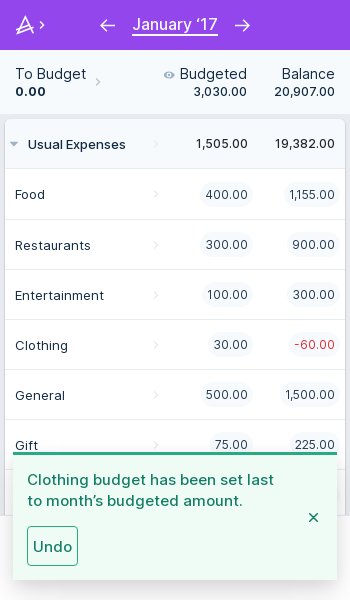 January ‘17
To Budget Budgeted Balance
0.00 3,030.00 20,907.00
Usual Expenses 1,505.00 19,382.00
Food 400.00 1,155.00
Restaurants 300.00 900.00
Entertainment 100.00 300.00
Clothing 30.00 -60.00
General 500.00 1,500.00
Gift 75.00 225.00
Clothing budget has been set last
to month’s budgeted amount.
Undo